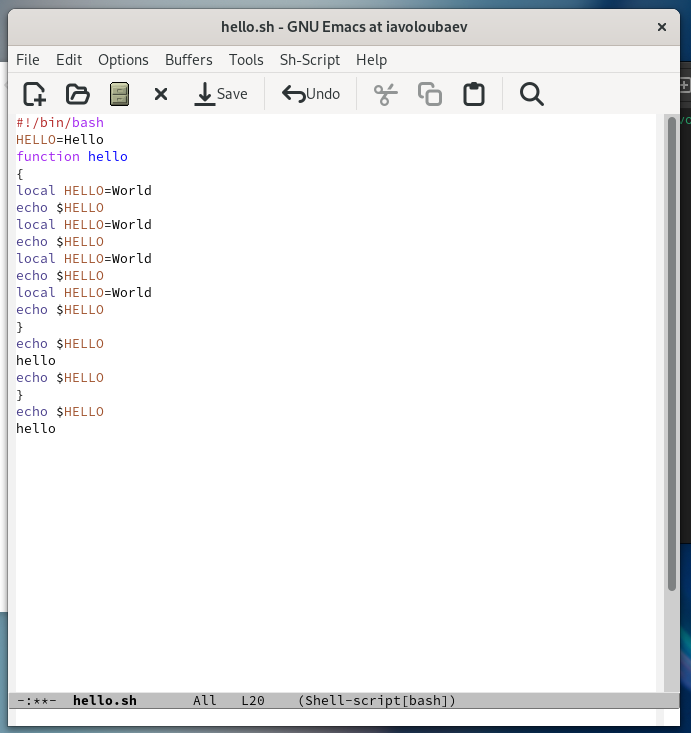 hello.sh - GNU Emacs at iavoloubaev
File Edit Options Buffers Tools Sh-Script Help
Save Undo
#!/bin/bash
HELLO=Hello
function hello
{
local HELLO=World
echo $HELLO
local HELLO=World
echo $HELLO
local HELLO=World
echo $HELLO
local HELLO=World
echo $HELLO
}
echo $HELLO
hello
echo $HELLO
}
echo $HELLO
hello
-:**- hello.sh All L20 (Shell-script[bash])